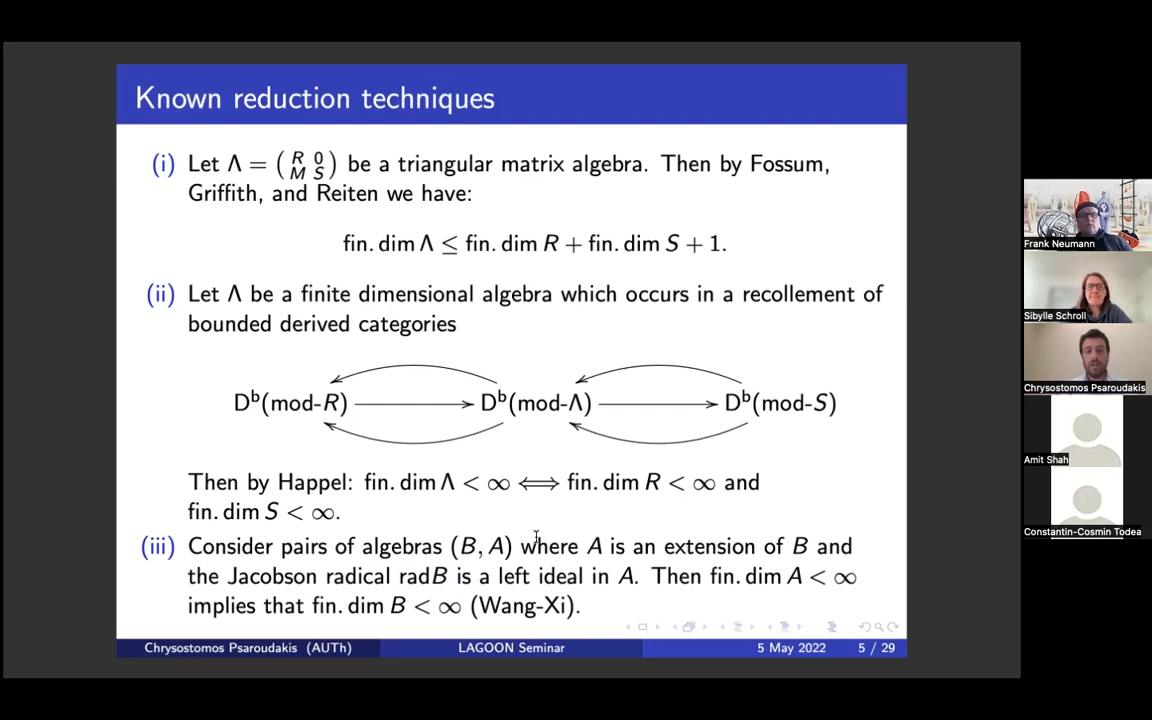 Known reduction techniques
(i) Let Λ = (R 0 M S) be a triangular matrix algebra. Then by Fossum,
Griffith, and Reiten we have:
fin. dim Λ ≤ fin. dim R + fin. dim S + 1.
(ii) Let Λ be a finite dimensional algebra which occurs in a recollement of
bounded derived categories
Dᵇ(mod-R) Dᵇ(mod-Λ) Dᵇ(mod-S)
Then by Happel: fin. dim Λ < ∞ ⟺ fin. dim R < ∞ and
fin. dim S < ∞.
(iii) Consider pairs of algebras (B, A) where A is an extension of B and
the Jacobson radical radB is a left ideal in A. Then fin. dim A < ∞
implies that fin. dim B < ∞ (Wang-Xi).
Chrysostomos Psaroudakis (AUTh) LAGOON Seminar 5 May 2022 5 / 29
Frank Neumann
Sibylle Schroll
Chrysostomos Psaroudakis
Amit Shah
Constantin-Cosmin Todea